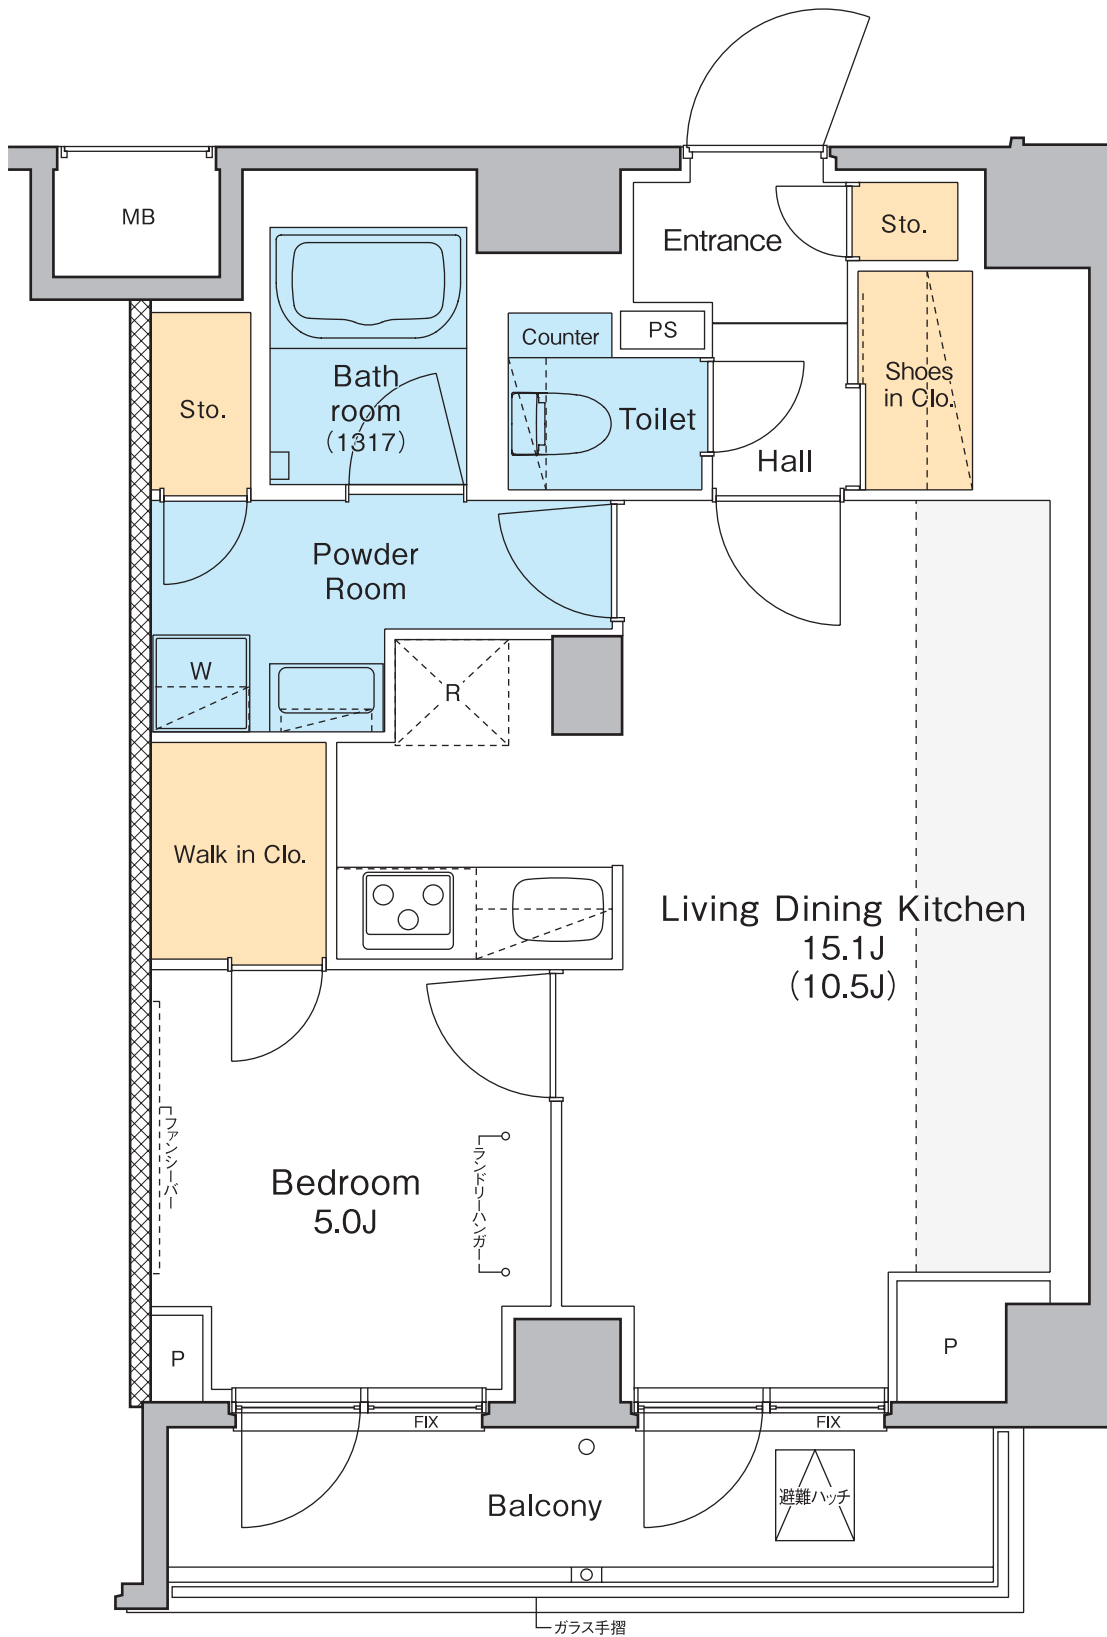 MB
Entrance
Sto.
Counter
PS
Bath
room
(1317)
Toilet
Shoes
in Clo.
Sto.
Hall
Powder
Room
W
R
Walk in Clo.
Living Dining Kitchen
15.1J
(10.5J)
ファンシーバー
ランドリーハンガー
Bedroom
5.0J
P
P
FIX
FIX
Balcony
避難ハッチ
ガラス手摺